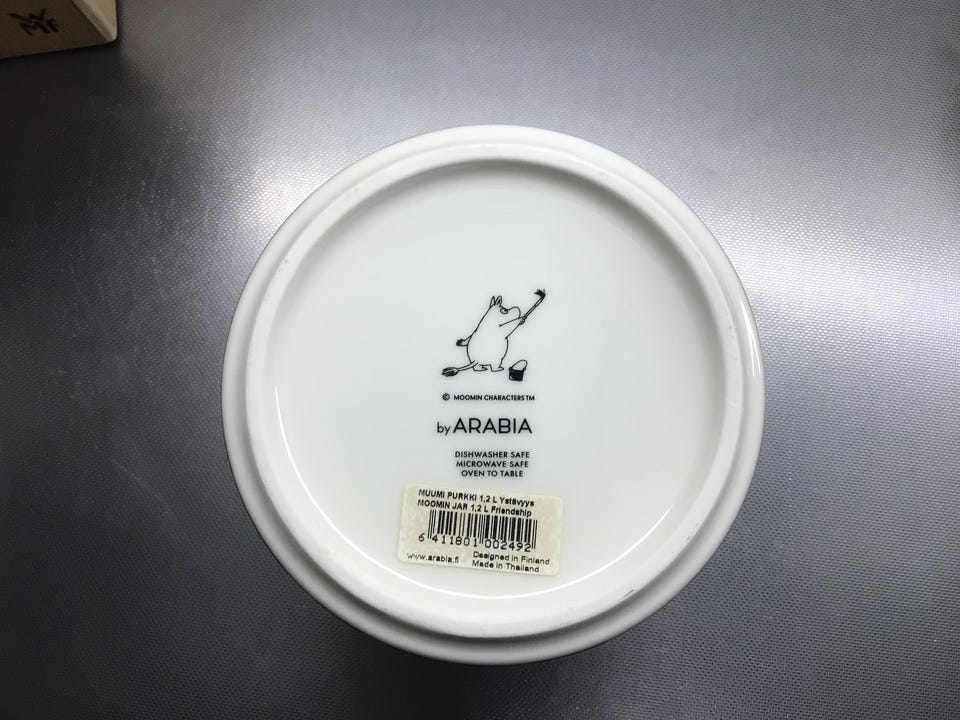 WMF
© MOOMIN CHARACTERS TM
by ARABIA
DISHWASHER SAFE
MICROWAVE SAFE
OVEN TO TABLE
MUUMI PURKKI 1,2 L Ystävyys
MOOMIN JAR 1,2 L Friendship
6 411801 002492
www.arabia.fi Designed in Finland
Made in Thailand